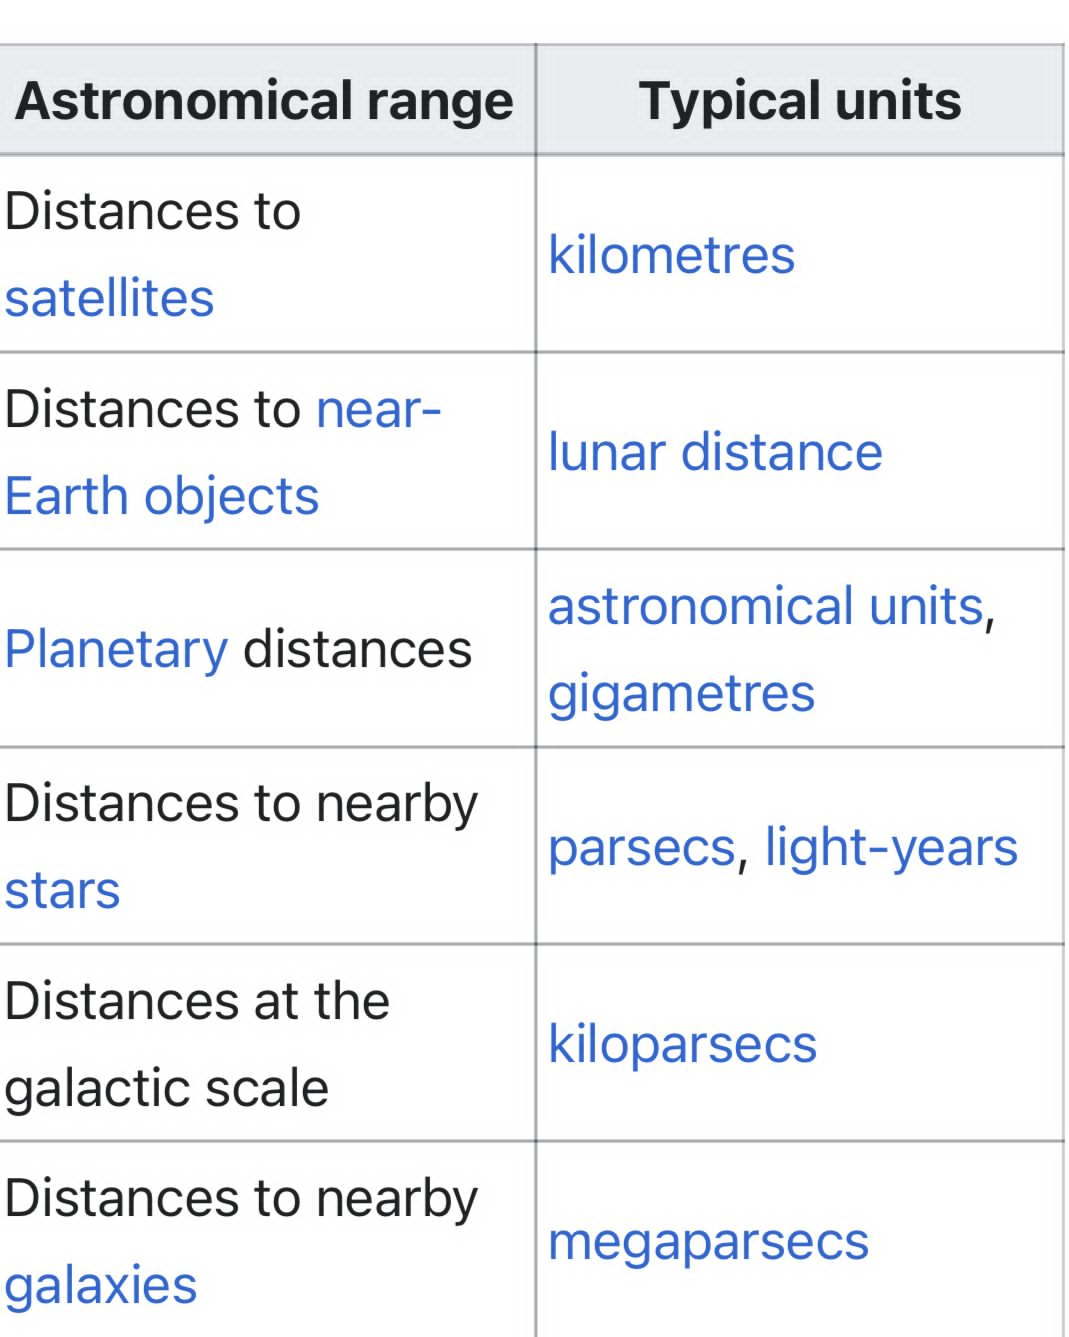 Astronomical range
Typical units
Distances to
satellites
kilometres
Distances to near-
Earth objects
lunar distance
Planetary distances
astronomical units,
gigametres
Distances to nearby
stars
parsecs, light-years
Distances at the
galactic scale
kiloparsecs
Distances to nearby
galaxies
megaparsecs